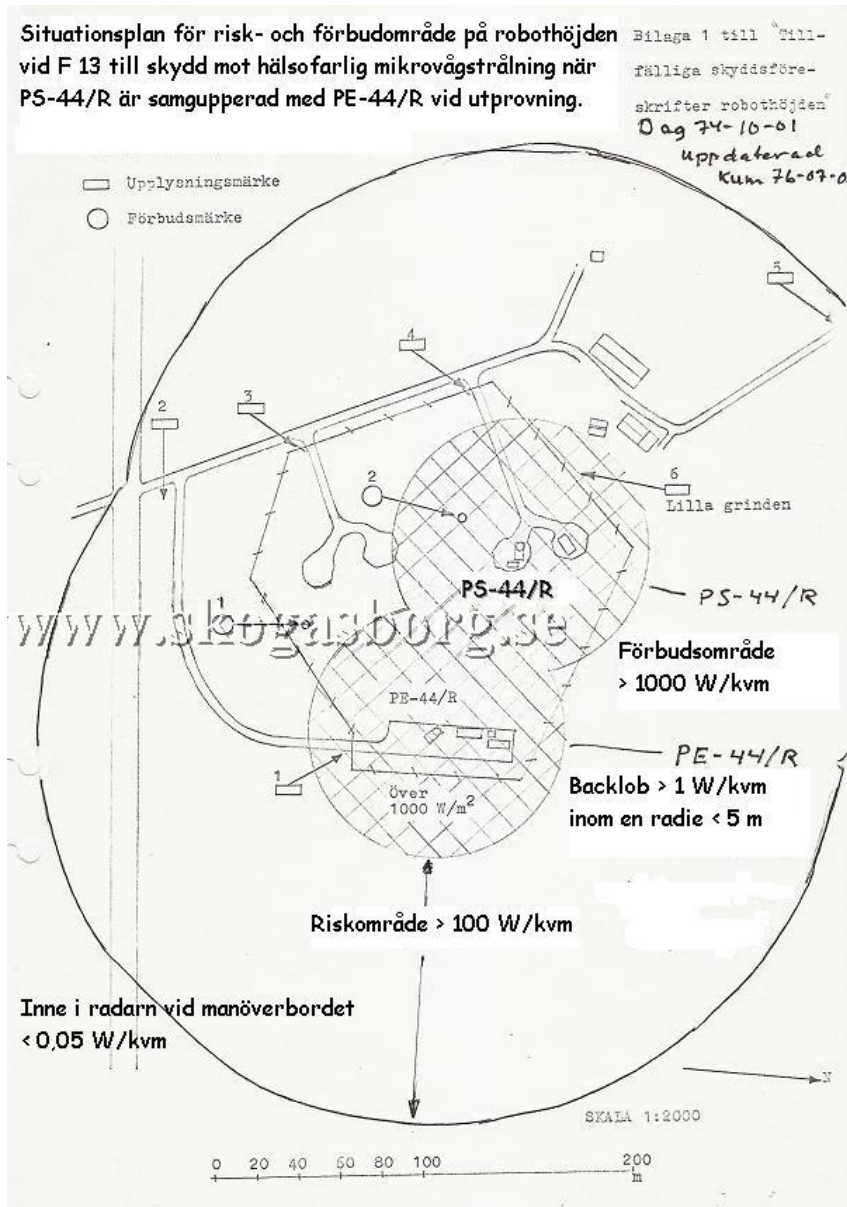 Situationsplan för risk- och förbudområde på robothöjden
vid F 13 till skydd mot hälsofarlig mikrovågstrålning när
PS-44/R är samgupperad med PE-44/R vid utprovning.
Bilaga 1 till "Till-
fälliga skyddsföre-
skrifter robothöjden"
Dag 74-10-01
Uppdaterad
Kum 76-07-0
Upplysningsmärke
Förbudsmärke
5
4
3
2
2
6
Lilla grinden
PS-44/R
PS-44/R
1
www.skogasborg.se
Förbudsområde
> 1000 W/kvm
PE-44/R
PE-44/R
1
Över
1000 W/m²
Backlob > 1 W/kvm
inom en radie < 5 m
Riskområde > 100 W/kvm
Inne i radarn vid manöverbordet
< 0,05 W/kvm
N
SKALA 1:2000
0 20 40 60 80 100 200
m